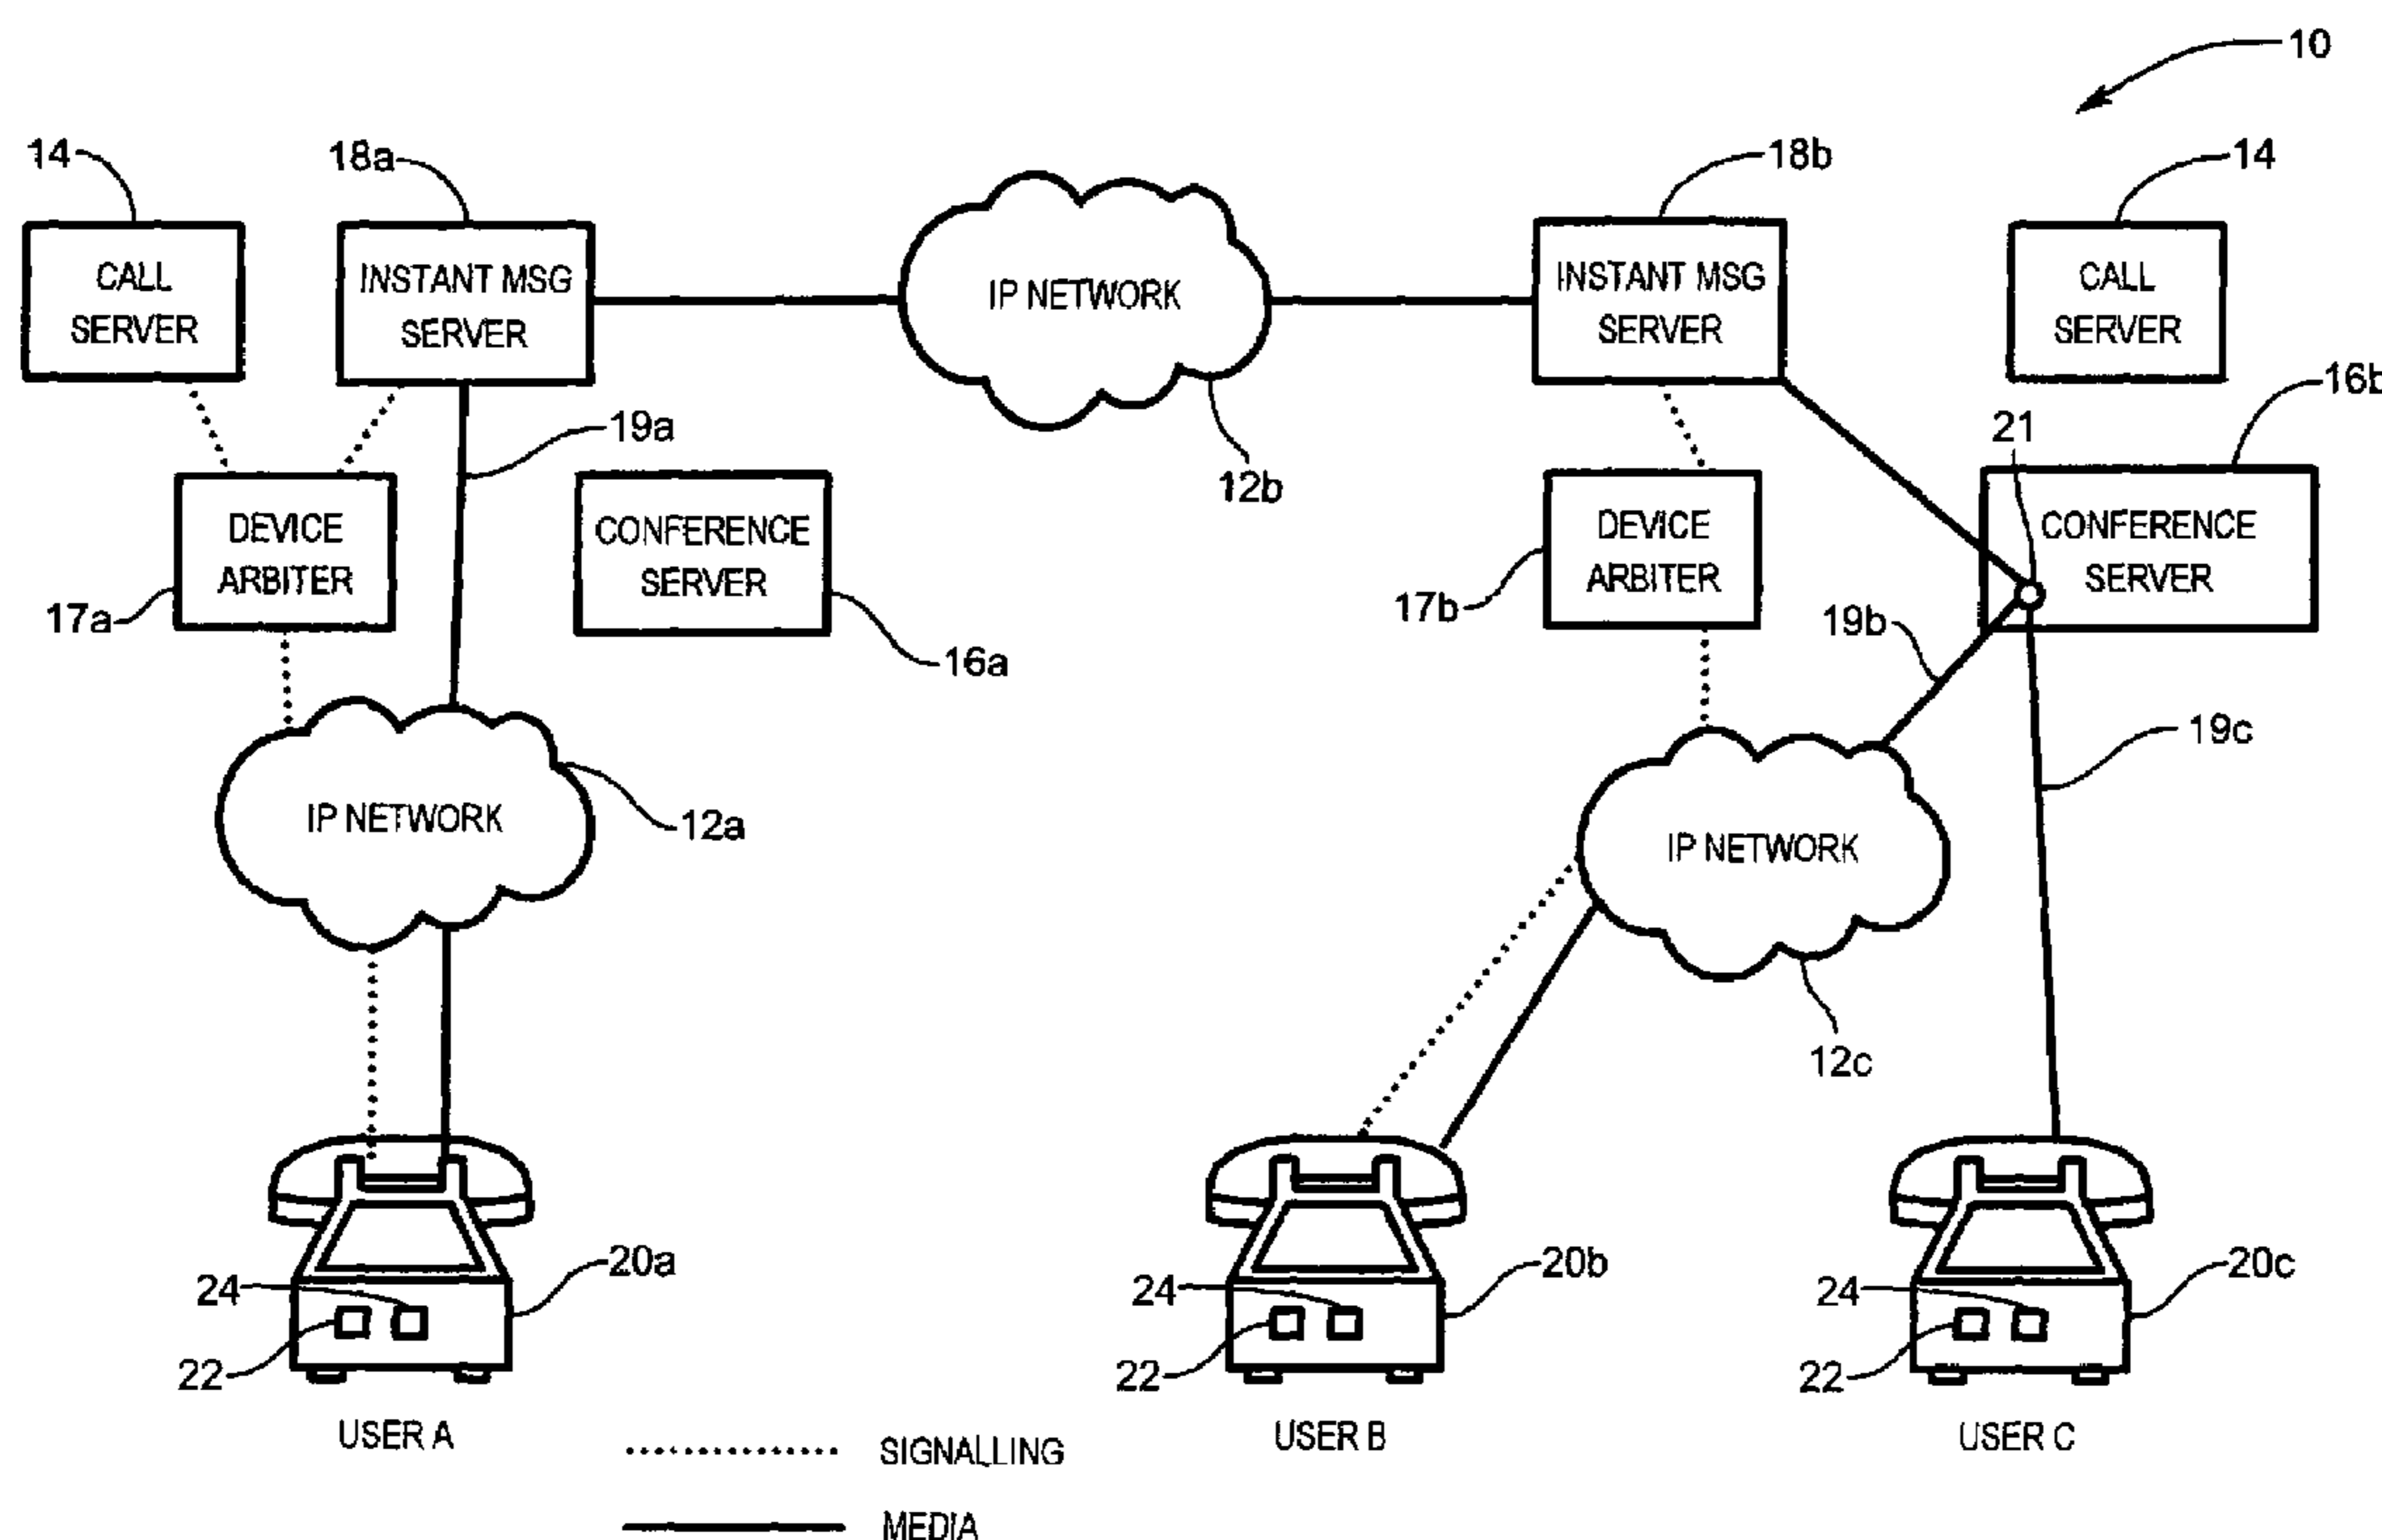 10
14
18a
18b
14
CALL
SERVER
INSTANT MSG
SERVER
IP NETWORK
INSTANT MSG
SERVER
CALL
SERVER
16b
19a
21
12b
DEVICE
ARBITER
CONFERENCE
SERVER
DEVICE
ARBITER
CONFERENCE
SERVER
17a
16a
17b
19b
19c
IP NETWORK
12a
IP NETWORK
12c
20a
24
22
20b
24
22
20c
24
22
USER A
USER B
USER C
SIGNALLING
MEDIA